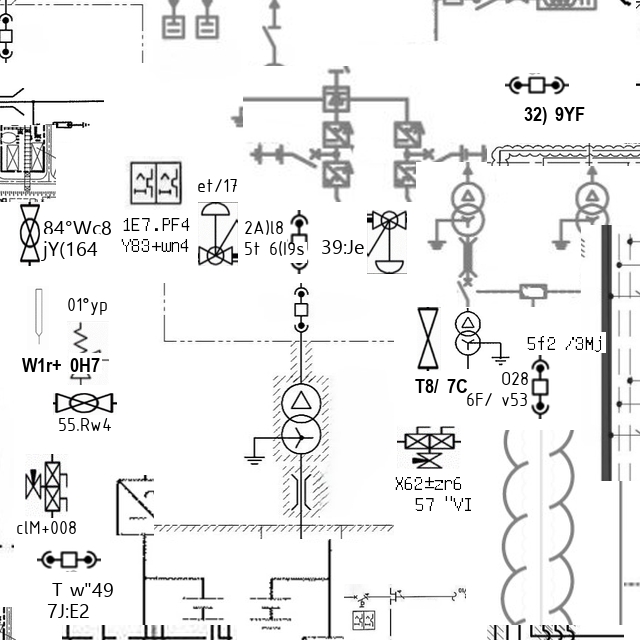 32) 9YF
et/17
1E7.PF4
Y83+wn4
84°Wc8
jY(164
2A)l8
5t 6(l9s
39:Je
01°yp
W1r+ 0H7
55.Rw4
5f2 /3Mj
T8/ 7C
028
6F/ v53
X62±zr6
57 "VI
clM+008
T w"49
7J:E2